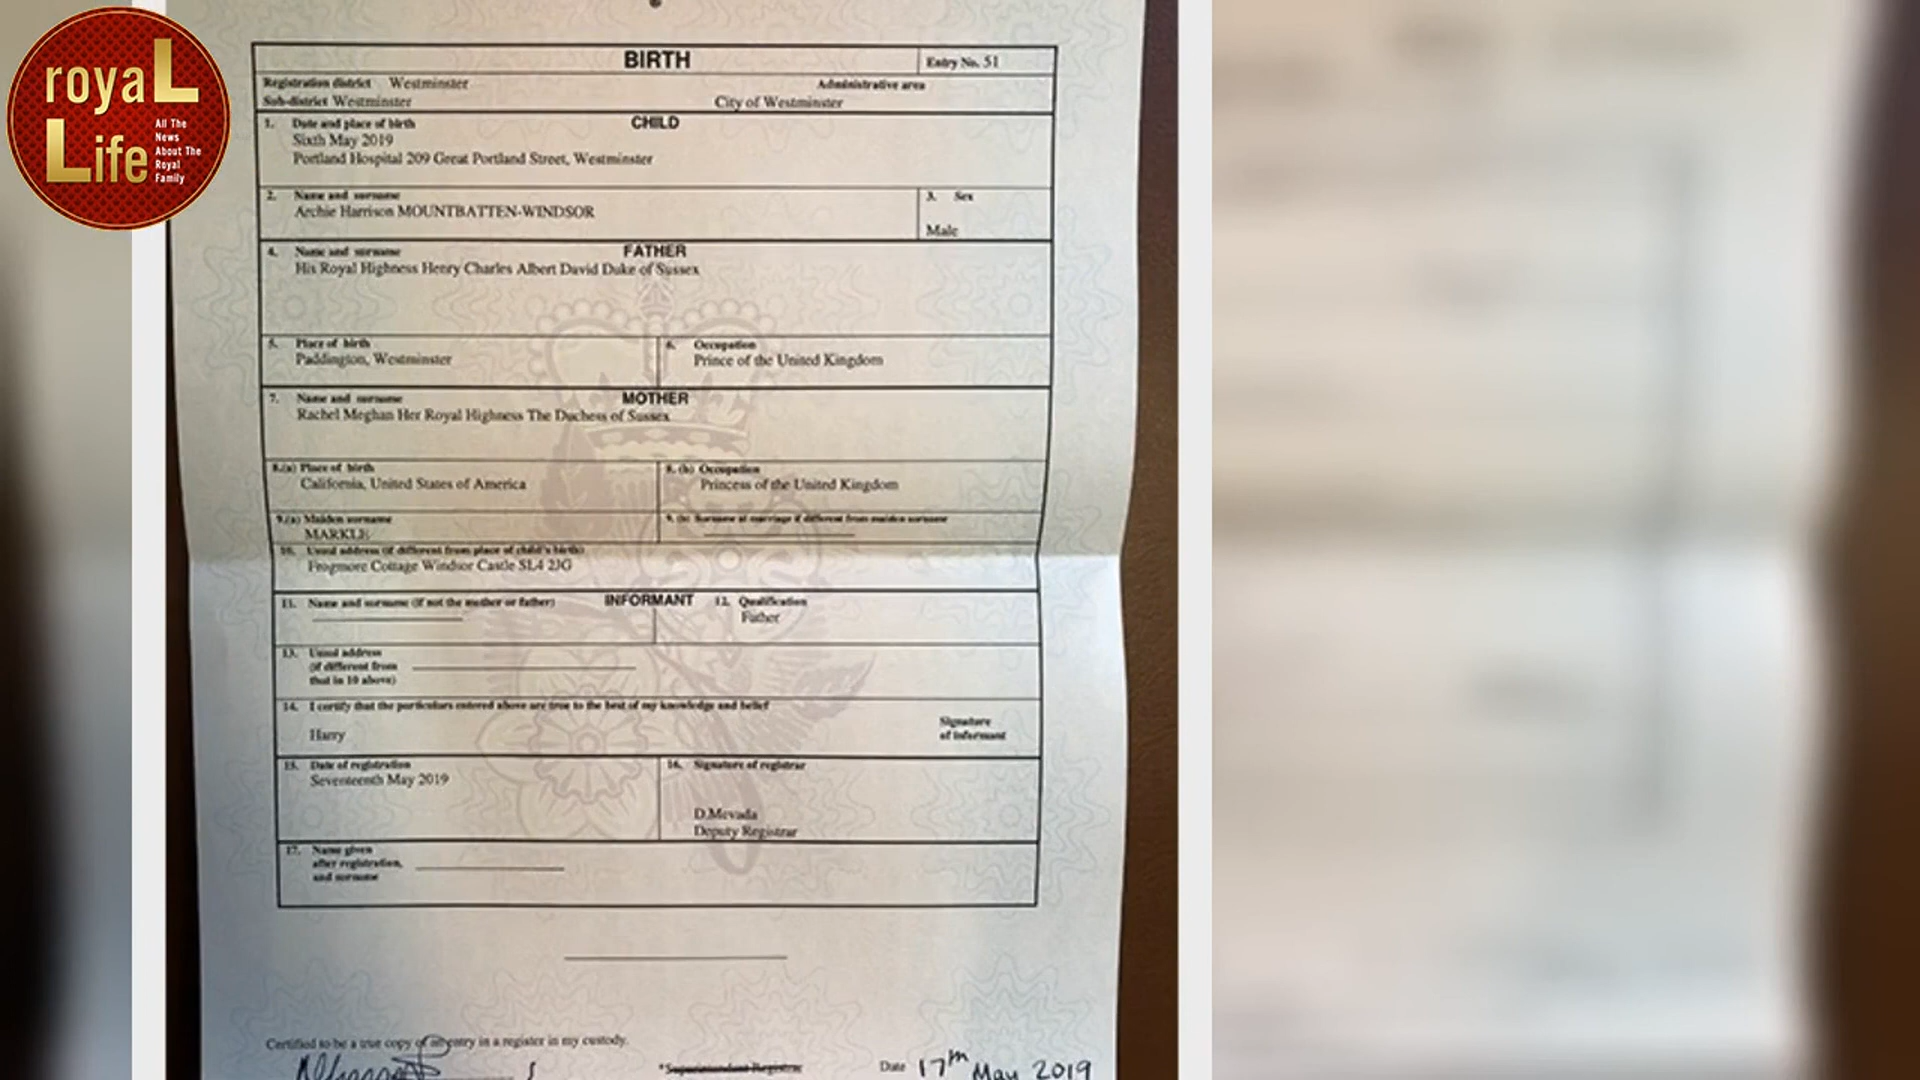 royaL
Life
All The
News
About The
Royal
Family
BIRTH
Entry No. 51
Registration district Westminster
Administrative area
Sub-district Westminster
City of Westminster
1. Date and place of birth
CHILD
Sixth May 2019
Portland Hospital 209 Great Portland Street, Westminster
2. Name and surname
3. Sex
Archie Harrison MOUNTBATTEN-WINDSOR
Male
4. Name and surname
FATHER
His Royal Highness Henry Charles Albert David Duke of Sussex
5. Place of birth
6. Occupation
Paddington, Westminster
Prince of the United Kingdom
7. Name and surname
MOTHER
Rachel Meghan Her Royal Highness The Duchess of Sussex
8.(a) Place of birth
8. (b) Occupation
California, United States of America
Princess of the United Kingdom
9.(a) Maiden surname
9. (b) Surname at marriage if different from maiden surname
MARKLE
10. Usual address (if different from place of child's birth)
Frogmore Cottage Windsor Castle SL4 2JG
11. Name and surname (if not the mother or father)
INFORMANT
12. Qualification
Father
13. Usual address
(if different from
that in 10 above)
14. I certify that the particulars entered above are true to the best of my knowledge and belief
Harry
Signature
of informant
15. Date of registration
16. Signature of registrar
Seventeenth May 2019
D.Mevada
Deputy Registrar
17. Name given
after registration,
and surname
Certified to be a true copy of an entry in a register in my custody.
*Superintendent Registrar
Date 17th May 2019